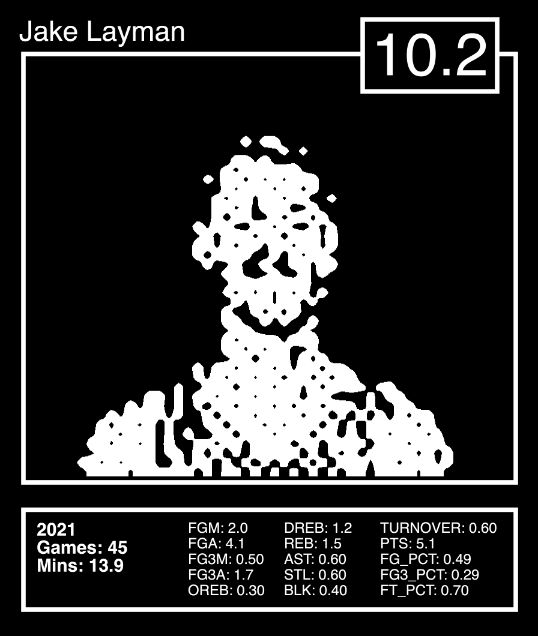 Jake Layman
10.2
2021
Games: 45
Mins: 13.9
FGM: 2.0
FGA: 4.1
FG3M: 0.50
FG3A: 1.7
OREB: 0.30
DREB: 1.2
REB: 1.5
AST: 0.60
STL: 0.60
BLK: 0.40
TURNOVER: 0.60
PTS: 5.1
FG_PCT: 0.49
FG3_PCT: 0.29
FT_PCT: 0.70